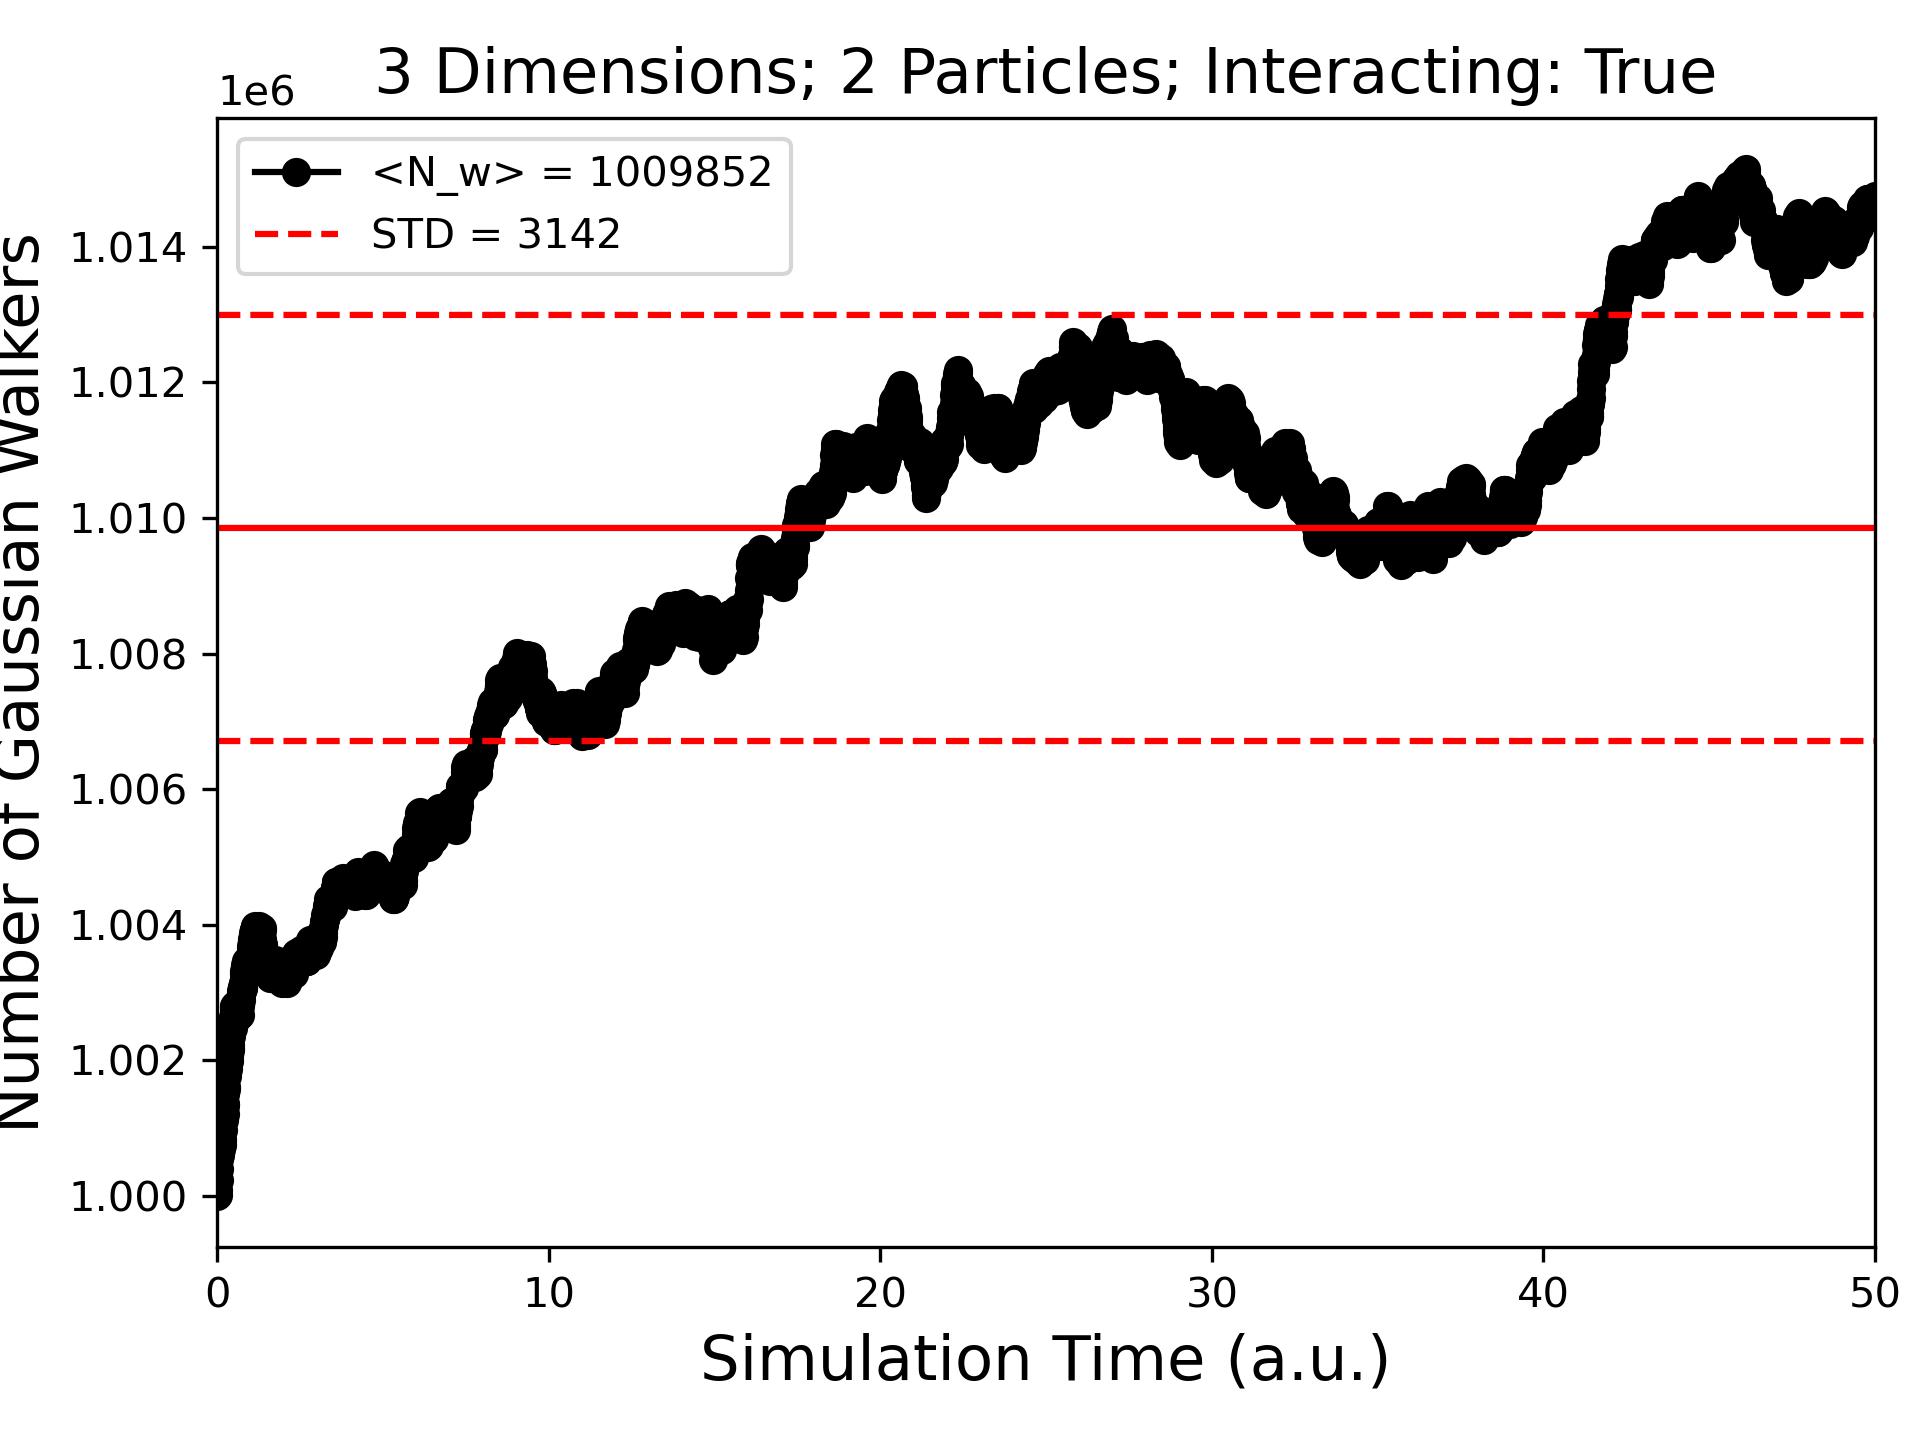 3 Dimensions; 2 Particles; Interacting: True
1e6
<N_w> = 1009852
STD = 3142
Number of Gaussian Walkers
1.014
1.012
1.010
1.008
1.006
1.004
1.002
1.000
0 10 20 30 40 50
Simulation Time (a.u.)